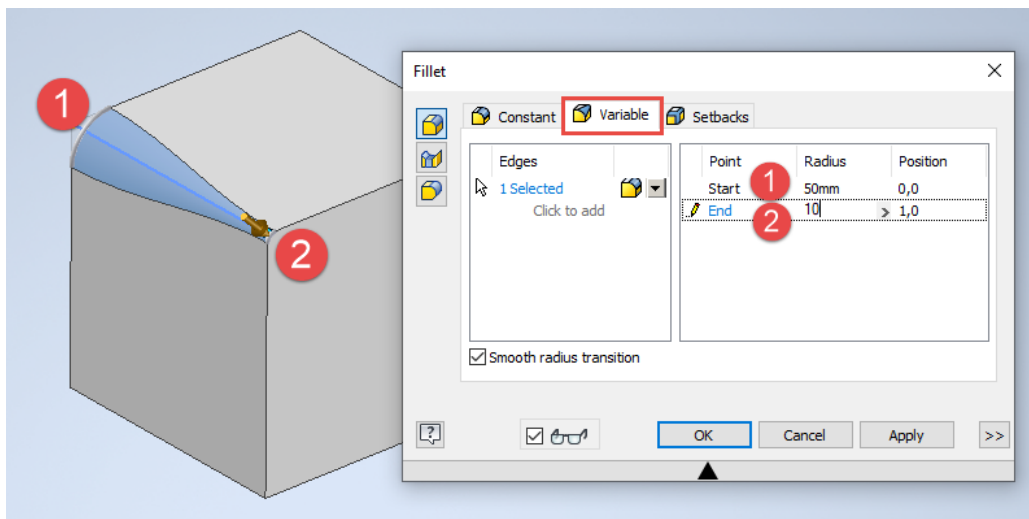 Fillet
Constant Variable Setbacks
Edges
1 Selected
Click to add
Point Radius Position
Start 1 50mm 0,0
End 2 10 > 1,0
Smooth radius transition
OK Cancel Apply >>
1
2